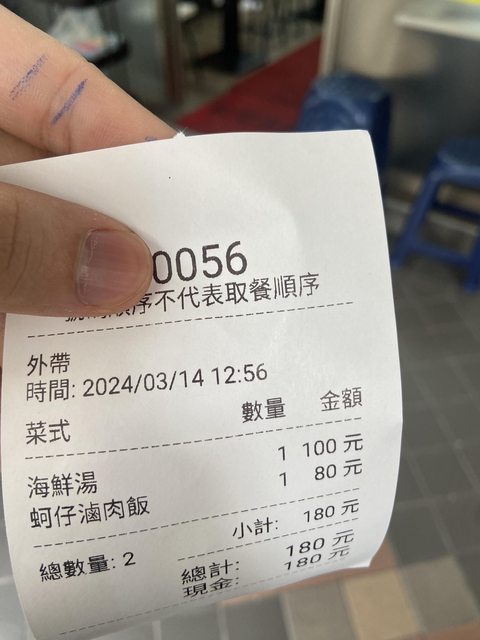 0056
順序不代表取餐順序
外帶
時間: 2024/03/14 12:56
菜式 數量 金額
海鮮湯 1 100 元
蚵仔滷肉飯 1 80 元
小計: 180 元
總數量: 2
總計: 180 元
現金: 180 元